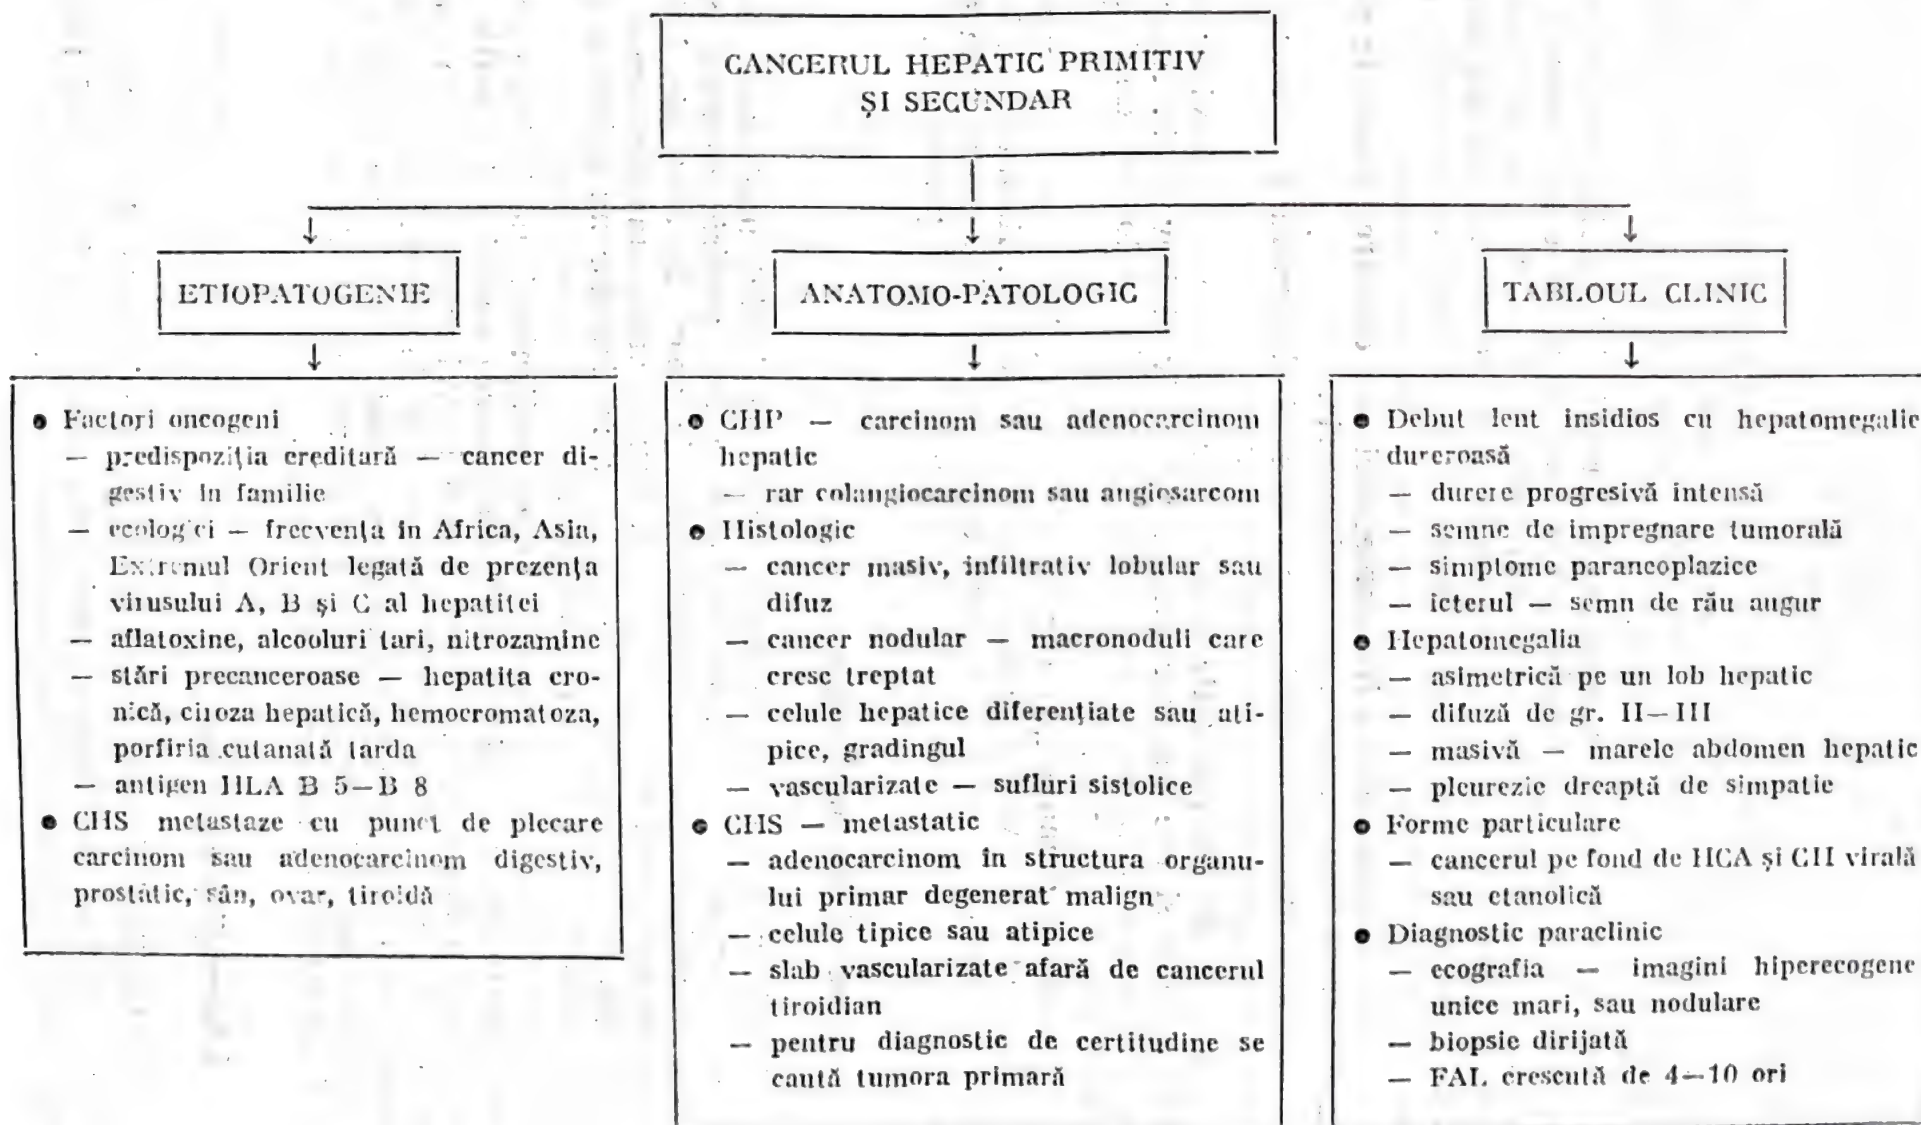 CANCERUL HEPATIC PRIMITIV
ȘI SECUNDAR
ETIOPATOGENIE
● Factori oncogeni
— predispoziția ereditară — cancer di-
gestiv în familie
— ecologici — frecvența în Africa, Asia,
Extremul Orient legată de prezența
virusului A, B și C al hepatitei
— aflatoxine, alcooluri tari, nitrozamine
— stări precanceroase — hepatita cro-
nică, ciroza hepatică, hemocromatoza,
porfiria cutanată tarda
— antigen HLA B 5—B 8
● CHS metastaze cu punct de plecare
carcinom sau adenocarcinom digestiv,
prostatic, sân, ovar, tiroidă
ANATOMO-PATOLOGIC
● CHP — carcinom sau adenocarcinom
hepatic
— rar colangiocarcinom sau angiosarcom
● Histologic
— cancer masiv, infiltrativ lobular sau
difuz
— cancer nodular — macronoduli care
cresc treptat
— celule hepatice diferențiate sau ati-
pice, gradingul
— vascularizate — sufluri sistolice
● CHS — metastatic
— adenocarcinom în structura organu-
lui primar degenerat malign
— celule tipice sau atipice
— slab vascularizate afară de cancerul
tiroidian
— pentru diagnostic de certitudine se
caută tumora primară
TABLOUL CLINIC
● Debut lent insidios cu hepatomegalie
dureroasă
— durere progresivă intensă
— semne de impregnare tumorală
— simptome paraneoplazice
— icterul — semn de rău augur
● Hepatomegalia
— asimetrică pe un lob hepatic
— difuză de gr. II—III
— masivă — marele abdomen hepatic
— pleurezie dreaptă de simpatie
● Forme particulare
— cancerul pe fond de HCA și CH virală
sau etanolică
● Diagnostic paraclinic
— ecografia — imagini hiperecogene
unice mari, sau nodulare
— biopsie dirijată
— FAL crescută de 4—10 ori